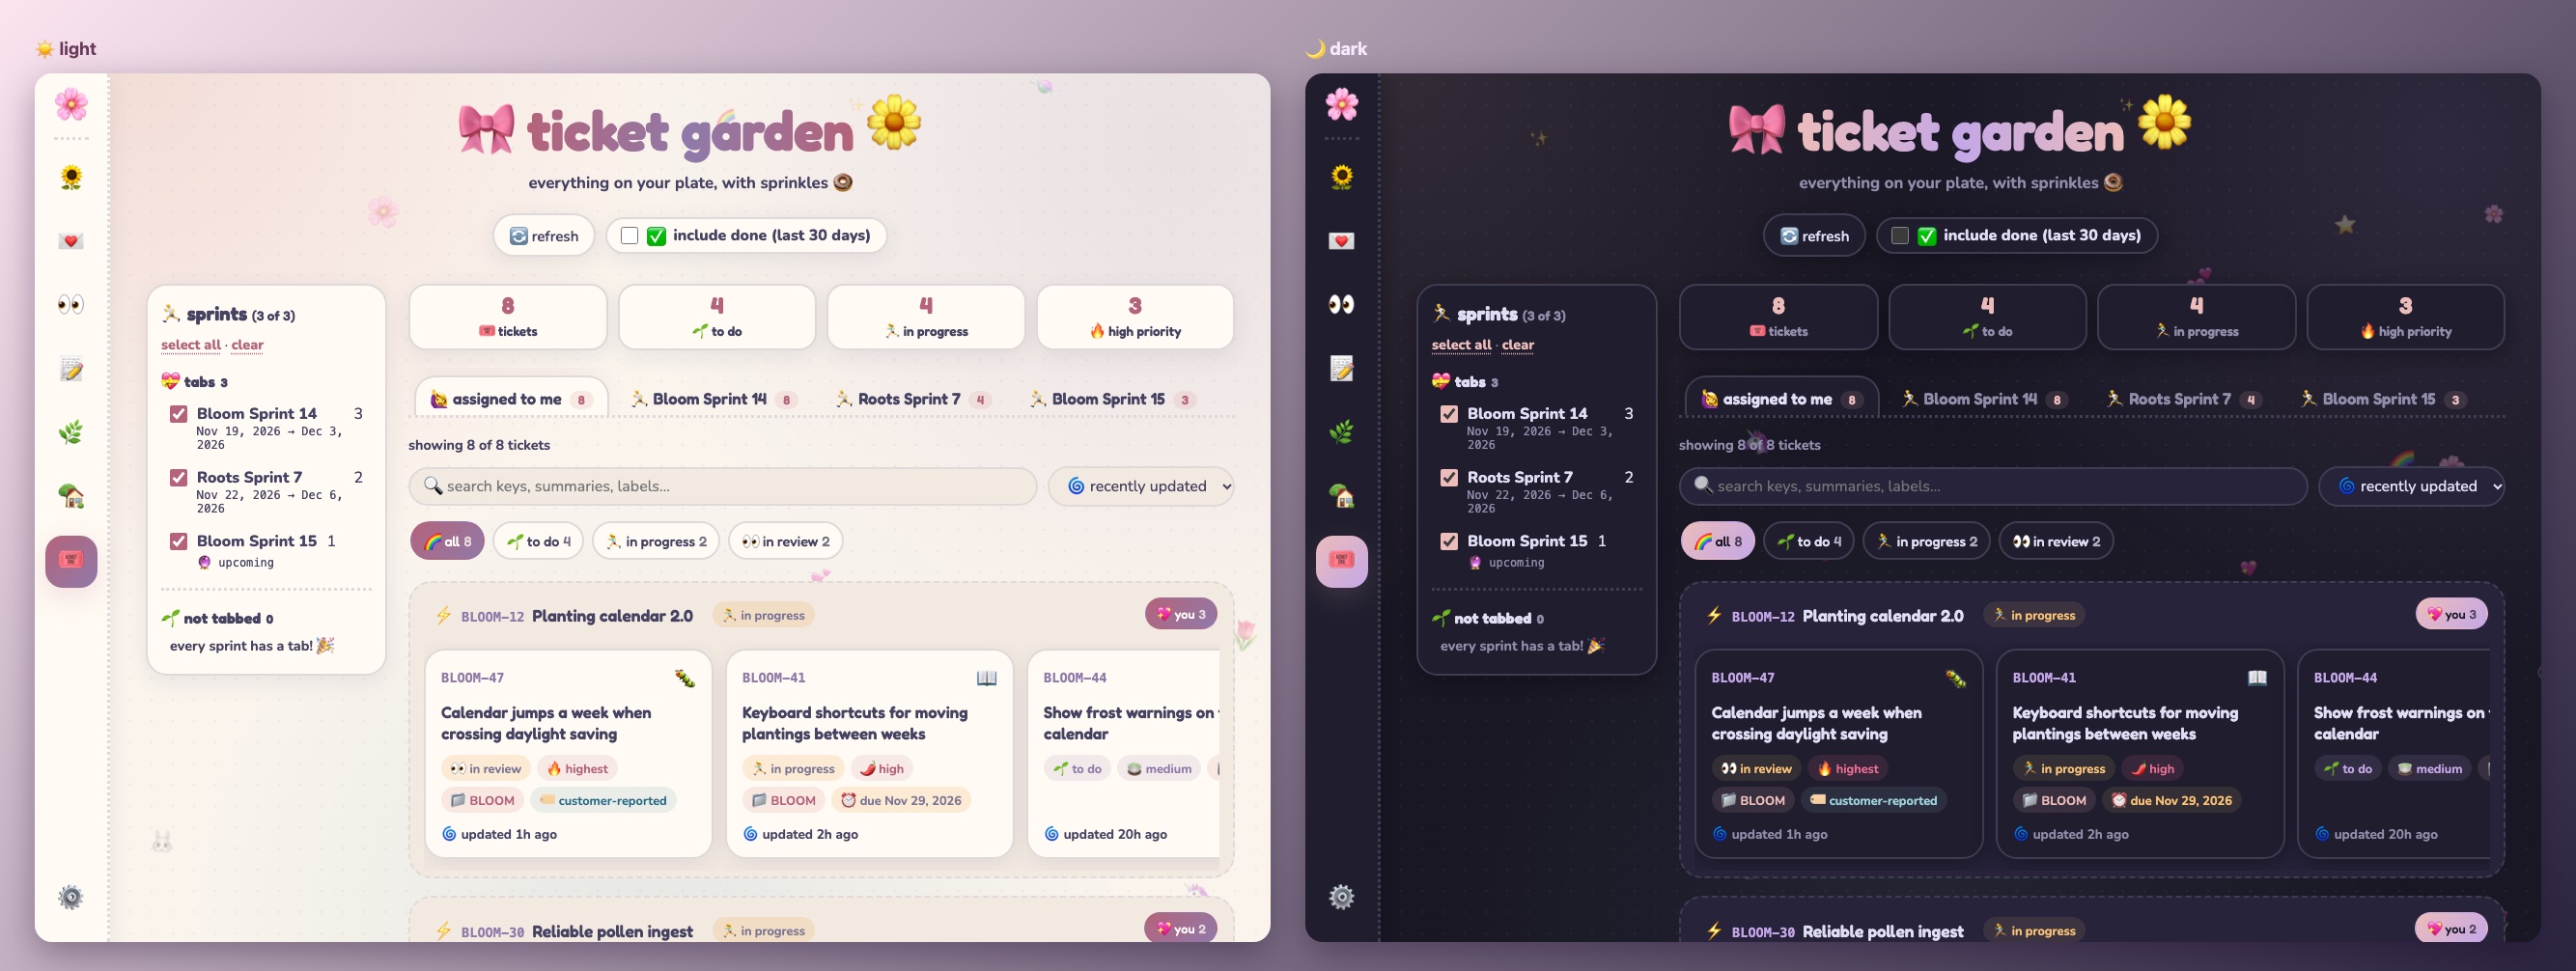 light
ticket garden
everything on your plate, with sprinkles
refresh
include done (last 30 days)
sprints (3 of 3)
select all · clear
tabs 3
Bloom Sprint 14 3
Nov 19, 2026 → Dec 3,
2026
Roots Sprint 7 2
Nov 22, 2026 → Dec 6,
2026
Bloom Sprint 15 1
upcoming
not tabbed 0
every sprint has a tab!
8
tickets
4
to do
4
in progress
3
high priority
assigned to me 8
Bloom Sprint 14 8
Roots Sprint 7 4
Bloom Sprint 15 3
showing 8 of 8 tickets
search keys, summaries, labels...
recently updated
all 8
to do 4
in progress 2
in review 2
BLOOM-12 Planting calendar 2.0 in progress
you 3
BLOOM-47
Calendar jumps a week when
crossing daylight saving
in review highest
BLOOM customer-reported
updated 1h ago
BLOOM-41
Keyboard shortcuts for moving
plantings between weeks
in progress high
BLOOM due Nov 29, 2026
updated 2h ago
BLOOM-44
Show frost warnings on
calendar
to do medium
updated 20h ago
BLOOM-30 Reliable pollen ingest in progress
you 2
dark
ticket garden
everything on your plate, with sprinkles
refresh
include done (last 30 days)
sprints (3 of 3)
select all · clear
tabs 3
Bloom Sprint 14 3
Nov 19, 2026 → Dec 3,
2026
Roots Sprint 7 2
Nov 22, 2026 → Dec 6,
2026
Bloom Sprint 15 1
upcoming
not tabbed 0
every sprint has a tab!
8
tickets
4
to do
4
in progress
3
high priority
assigned to me 8
Bloom Sprint 14 8
Roots Sprint 7 4
Bloom Sprint 15 3
showing 8 of 8 tickets
search keys, summaries, labels...
recently updated
all 8
to do 4
in progress 2
in review 2
BLOOM-12 Planting calendar 2.0 in progress
you 3
BLOOM-47
Calendar jumps a week when
crossing daylight saving
in review highest
BLOOM customer-reported
updated 1h ago
BLOOM-41
Keyboard shortcuts for moving
plantings between weeks
in progress high
BLOOM due Nov 29, 2026
updated 2h ago
BLOOM-44
Show frost warnings on
calendar
to do medium
updated 20h ago
BLOOM-30 Reliable pollen ingest in progress
you 2